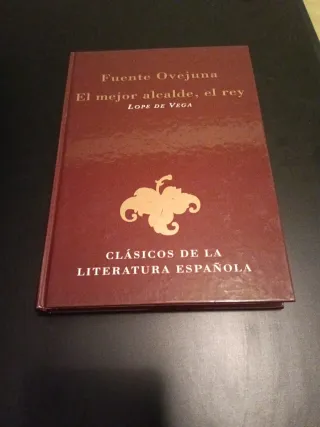 Fuente Ovejuna
El mejor alcalde, el rey
LOPE DE VEGA
CLÁSICOS DE LA
LITERATURA ESPAÑOLA